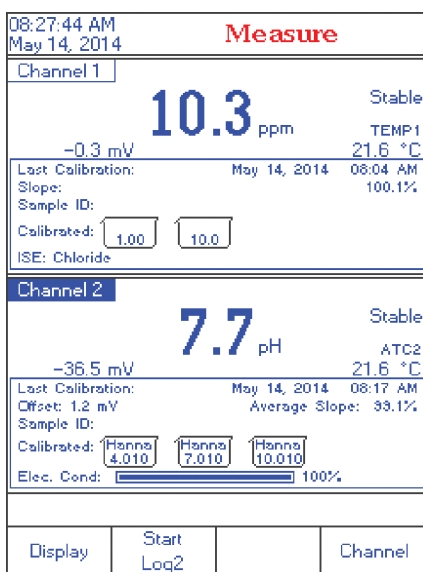 08:27:44 AM
May 14, 2014
Measure
Channel 1
10.3 ppm
Stable
TEMP1
-0.3 mV
21.6 °C
Last Calibration: May 14, 2014 08:04 AM
Slope: 100.1%
Sample ID:
Calibrated: 1.00 10.0
ISE: Chloride
Channel 2
7.7 pH
Stable
ATC2
-36.5 mV
21.6 °C
Last Calibration: May 14, 2014 08:17 AM
Offset: 1.2 mV Average Slope: 99.1%
Sample ID:
Calibrated: Hanna 4.010 Hanna 7.010 Hanna 10.010
Elec. Cond: 100%
Display
Start
Log2
Channel